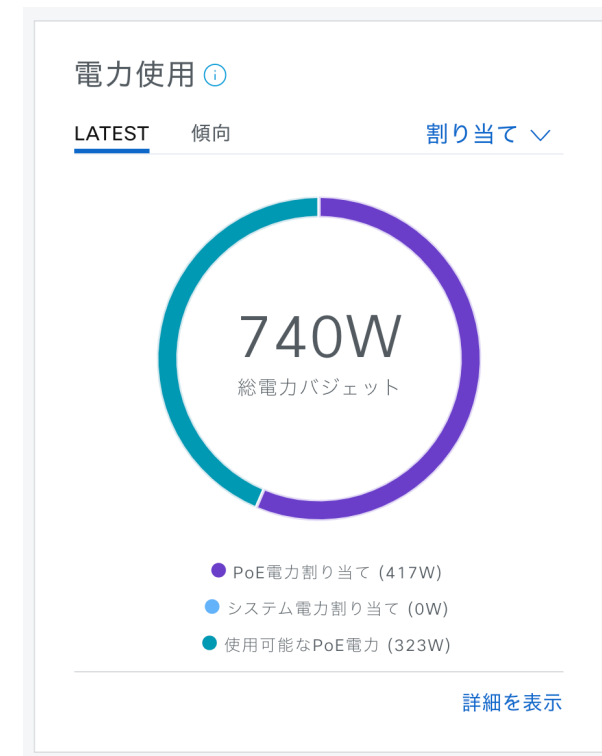 電力使用
LATEST 傾向 割り当て
740W
総電力バジェット
PoE電力割り当て (417W)
システム電力割り当て (0W)
使用可能なPoE電力 (323W)
詳細を表示